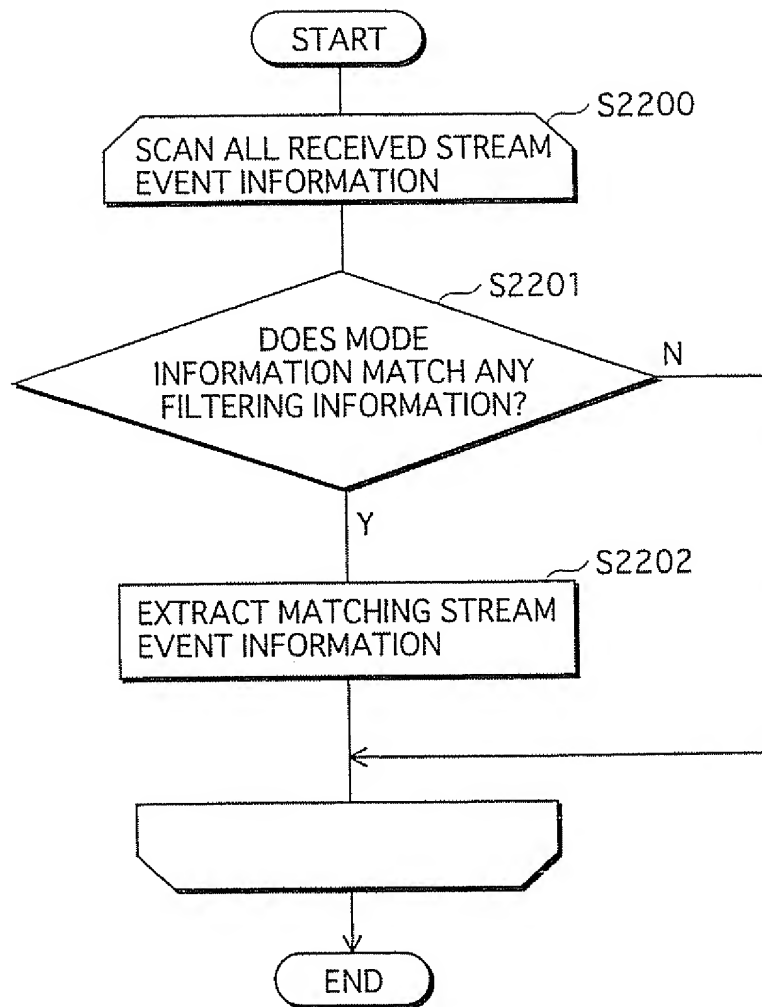 START
S2200
SCAN ALL RECEIVED STREAM
EVENT INFORMATION
S2201
DOES MODE
INFORMATION MATCH ANY
FILTERING INFORMATION?
N
Y
S2202
EXTRACT MATCHING STREAM
EVENT INFORMATION
END